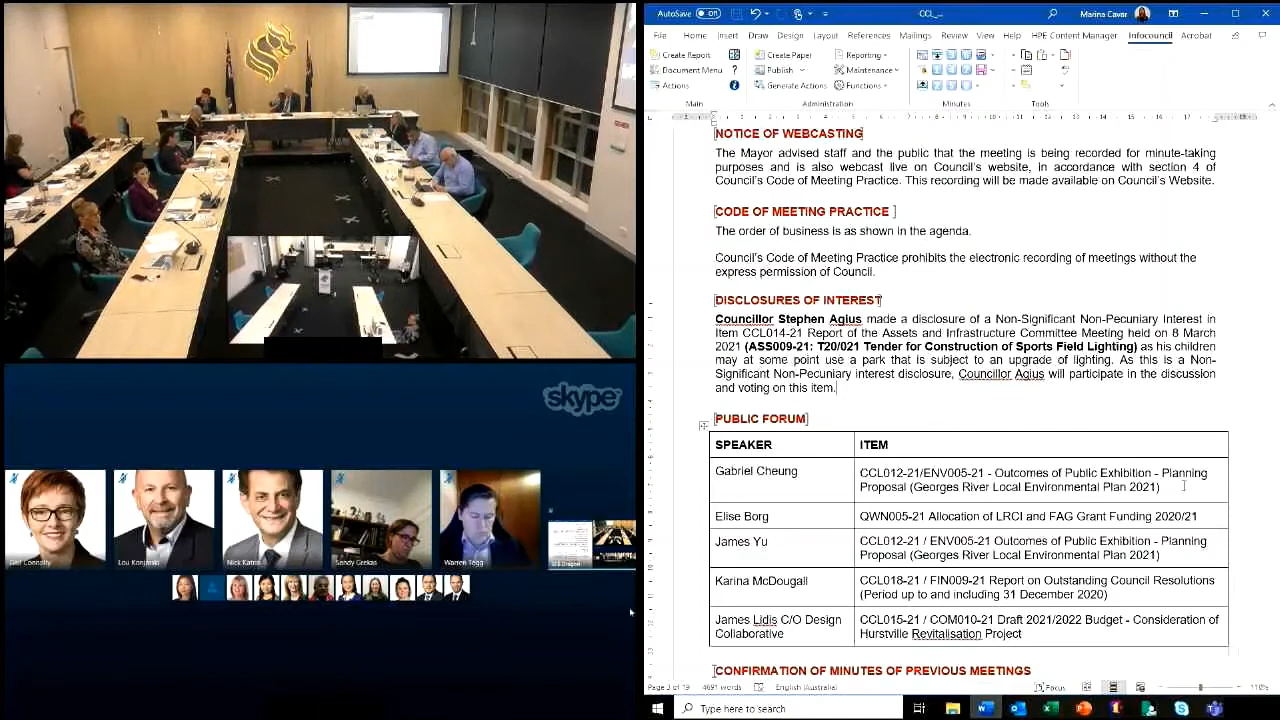 AutoSave Off
CCL_...
Marina Cavar
File Home Insert Draw Design Layout References Mailings Review View Help HPE Content Manager Infocouncil Acrobat
Create Report
Document Menu
Actions
Main
Create Paper
Publish
Generate Actions
Reporting
Maintenance
Functions
Administration
Minutes
Tools
NOTICE OF WEBCASTING
The Mayor advised staff and the public that the meeting is being recorded for minute-taking
purposes and is also webcast live on Council's website, in accordance with section 4 of
Council's Code of Meeting Practice. This recording will be made available on Council's Website.
CODE OF MEETING PRACTICE
The order of business is as shown in the agenda.
Council's Code of Meeting Practice prohibits the electronic recording of meetings without the
express permission of Council.
DISCLOSURES OF INTEREST
Councillor Stephen Agius made a disclosure of a Non-Significant Non-Pecuniary Interest in
Item CCL014-21 Report of the Assets and Infrastructure Committee Meeting held on 8 March
2021 (ASS009-21: T20/021 Tender for Construction of Sports Field Lighting) as his children
may at some point use a park that is subject to an upgrade of lighting. As this is a Non-
Significant Non-Pecuniary interest disclosure, Councillor Agius will participate in the discussion
and voting on this item.
PUBLIC FORUM
SPEAKER ITEM
Gabriel Cheung CCL012-21/ENV005-21 - Outcomes of Public Exhibition - Planning
Proposal (Georges River Local Environmental Plan 2021)
Elise Borg QWN005-21 Allocation of LRCI and FAG Grant Funding 2020/21
James Yu CCL012-21 / ENV005-21 - Outcomes of Public Exhibition - Planning
Proposal (Georges River Local Environmental Plan 2021)
Karina McDougall CCL018-21 / FIN009-21 Report on Outstanding Council Resolutions
(Period up to and including 31 December 2020)
James Lidis C/O Design CCL015-21 / COM010-21 Draft 2021/2022 Budget - Consideration of
Collaborative Hurstville Revitalisation Project
CONFIRMATION OF MINUTES OF PREVIOUS MEETINGS
Page 3 of 19 4691 words English (Australia) Focus 110%
Type here to search
skype
Gail Connolly
Nick Katris
Sandy Grekas
Warren Tegg